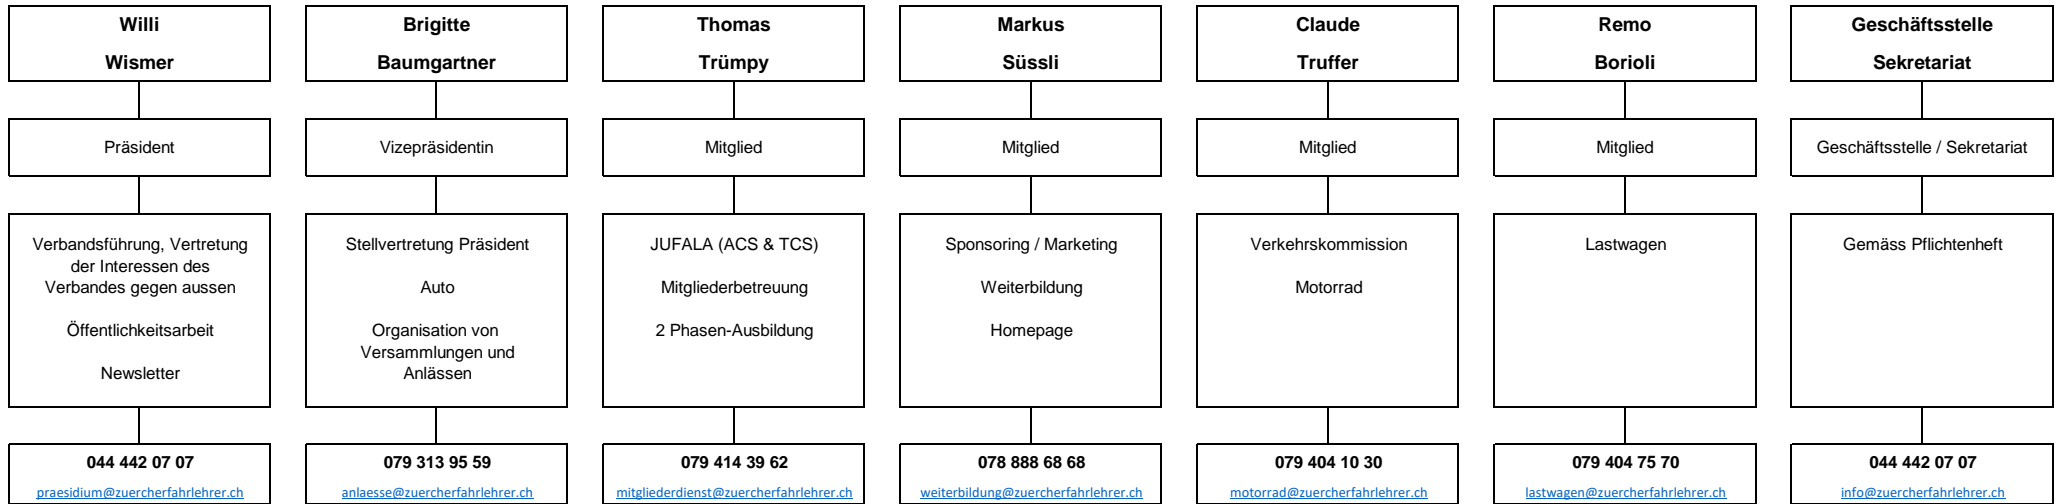 Willi
Wismer
Präsident
Verbandsführung, Vertretung
der Interessen des
Verbandes gegen aussen
Öffentlichkeitsarbeit
Newsletter
044 442 07 07
praesidium@zuercherfahrlehrer.ch
Brigitte
Baumgartner
Vizepräsidentin
Stellvertretung Präsident
Auto
Organisation von
Versammlungen und
Anlässen
079 313 95 59
anlaesse@zuercherfahrlehrer.ch
Thomas
Trümpy
Mitglied
JUFALA (ACS & TCS)
Mitgliederbetreuung
2 Phasen-Ausbildung
079 414 39 62
mitgliederdienst@zuercherfahrlehrer.ch
Markus
Süssli
Mitglied
Sponsoring / Marketing
Weiterbildung
Homepage
078 888 68 68
weiterbildung@zuercherfahrlehrer.ch
Claude
Truffer
Mitglied
Verkehrskommission
Motorrad
079 404 10 30
motorrad@zuercherfahrlehrer.ch
Remo
Borioli
Mitglied
Lastwagen
079 404 75 70
lastwagen@zuercherfahrlehrer.ch
Geschäftsstelle
Sekretariat
Geschäftsstelle / Sekretariat
Gemäss Pflichtenheft
044 442 07 07
info@zuercherfahrlehrer.ch